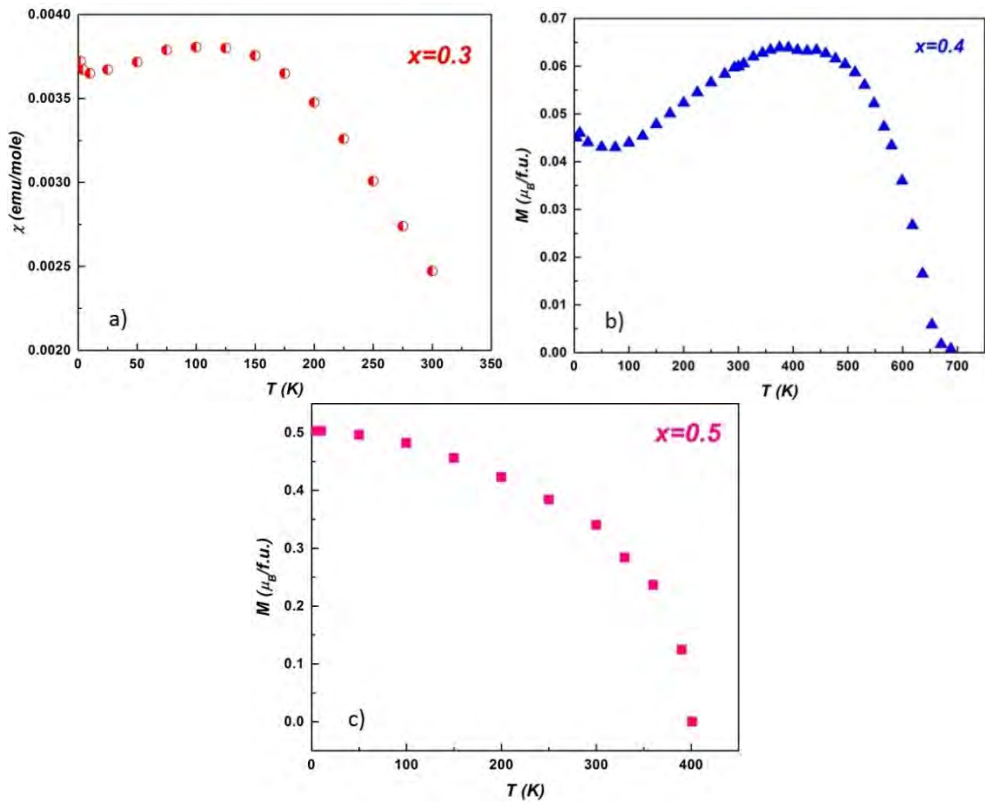 0.0040
0.0035
0.0030
0.0025
0.0020
χ (emu/mole)
x=0.3
a)
0 50 100 150 200 250 300 350
T (K)
0.07
0.06
0.05
0.04
0.03
0.02
0.01
0.00
M (μB/f.u.)
x=0.4
b)
0 100 200 300 400 500 600 700
T (K)
0.5
0.4
0.3
0.2
0.1
0.0
M (μB/f.u.)
x=0.5
c)
0 100 200 300 400
T (K)